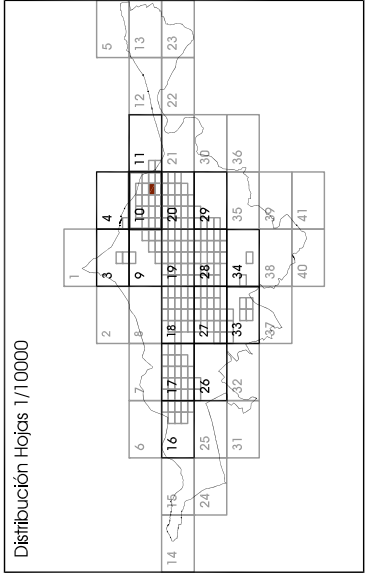 Distribución Hojas 1/10000
1
2 3 4 5
6 7 8 9 10 11 12 13
14 15 16 17 18 19 20 21 22 23
24 25 26 27 28 29 30
31 32 33 34 35 36
37 38 39
40 41